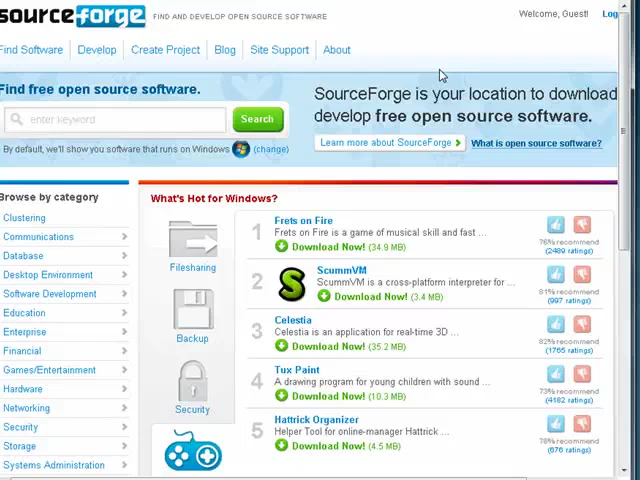 sourceforge FIND AND DEVELOP OPEN SOURCE SOFTWARE
Welcome, Guest! Log
Find Software Develop Create Project Blog Site Support About
Find free open source software.
enter keyword Search
By default, we'll show you software that runs on Windows (change)
SourceForge is your location to download
develop free open source software.
Learn more about SourceForge What is open source software?
Browse by category
Clustering
Communications
Database
Desktop Environment
Software Development
Education
Enterprise
Financial
Games/Entertainment
Hardware
Networking
Security
Storage
Systems Administration
What's Hot for Windows?
Filesharing
Backup
Security
1 Frets on Fire
Frets on Fire is a game of musical skill and fast ...
Download Now! (34.9 MB)
76% recommend
(2489 ratings)
2 ScummVM
ScummVM is a cross-platform interpreter for ...
Download Now! (3.4 MB)
81% recommend
(997 ratings)
3 Celestia
Celestia is an application for real-time 3D ...
Download Now! (35.2 MB)
82% recommend
(1765 ratings)
4 Tux Paint
A drawing program for young children with sound ...
Download Now! (10.3 MB)
73% recommend
(4182 ratings)
5 Hattrick Organizer
Helper Tool for online-manager Hattrick ...
Download Now! (4.5 MB)
78% recommend
(676 ratings)